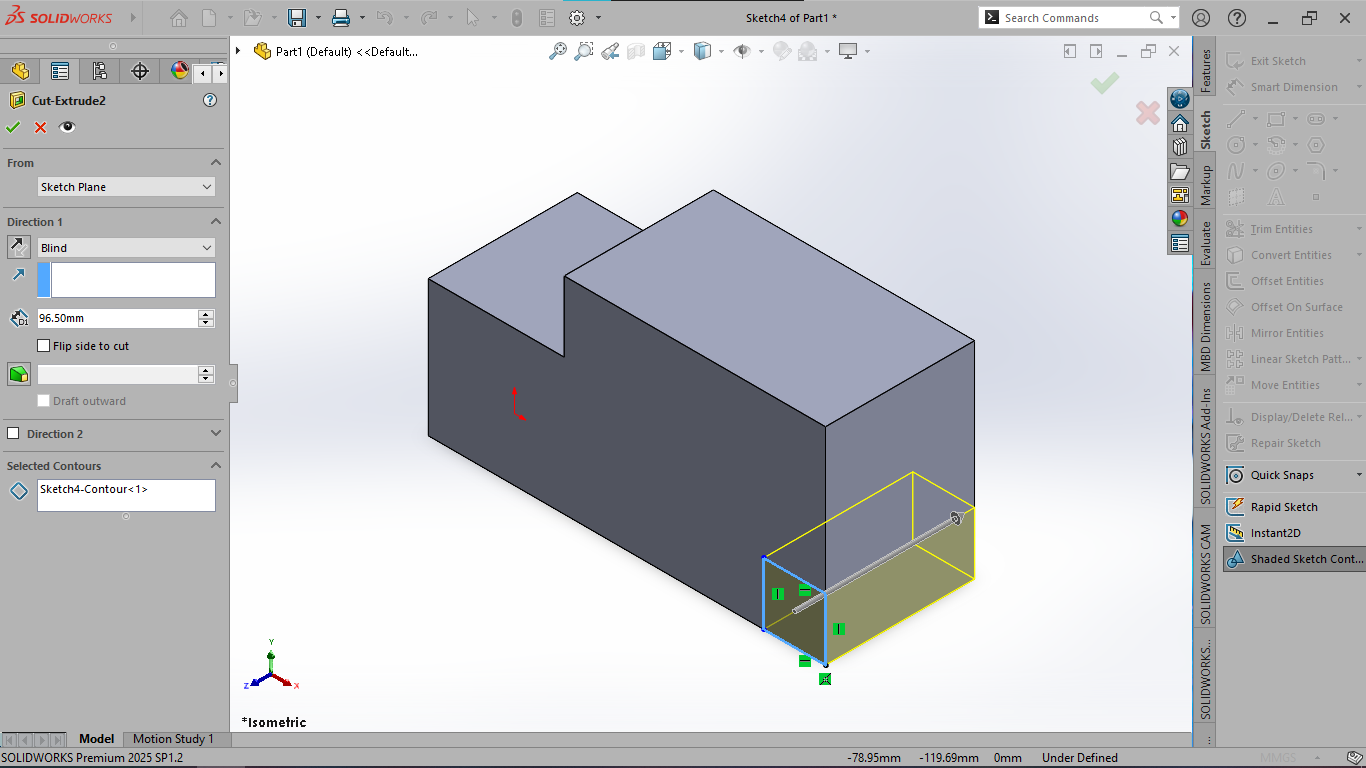 SOLIDWORKS
Sketch4 of Part1 *
Search Commands
Part1 (Default) <<Default...
Cut-Extrude2
From
Sketch Plane
Direction 1
Blind
D1
96.50mm
Flip side to cut
Draft outward
Direction 2
Selected Contours
Sketch4-Contour<1>
Y
Z
X
*Isometric
Features
Sketch
Markup
Evaluate
MBD Dimensions
SOLIDWORKS Add-Ins
SOLIDWORKS CAM
SOLIDWORKS...
Exit Sketch
Smart Dimension
Trim Entities
Convert Entities
Offset Entities
Offset On Surface
Mirror Entities
Linear Sketch Patt...
Move Entities
Display/Delete Rel...
Repair Sketch
Quick Snaps
Rapid Sketch
Instant2D
Shaded Sketch Cont...
Model
Motion Study 1
SOLIDWORKS Premium 2025 SP1.2
-78.95mm
-119.69mm
0mm
Under Defined
MMGS